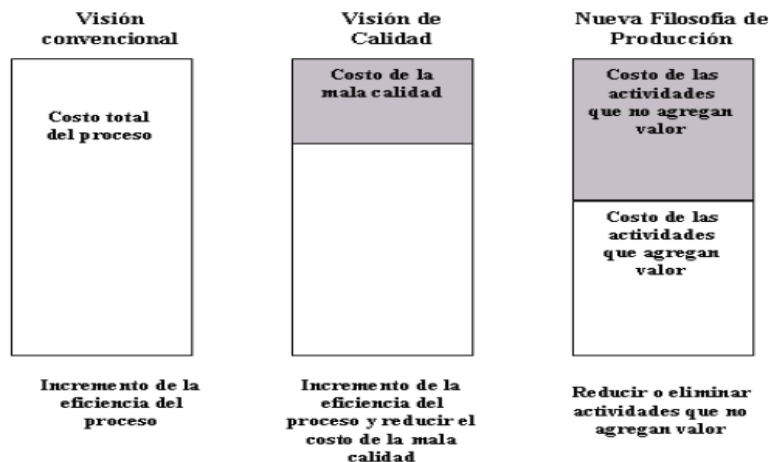 Visión
convencional
Costo total
del proceso
Incremento de la
eficiencia del
proceso
Visión de
Calidad
Costo de la
mala calidad
Incremento de la
eficiencia del
proceso y reducir el
costo de la mala
calidad
Nueva Filosofía de
Producción
Costo de las
actividades
que no agregan
valor
Costo de las
actividades
que agregan
valor
Reducir o eliminar
actividades que no
agregan valor